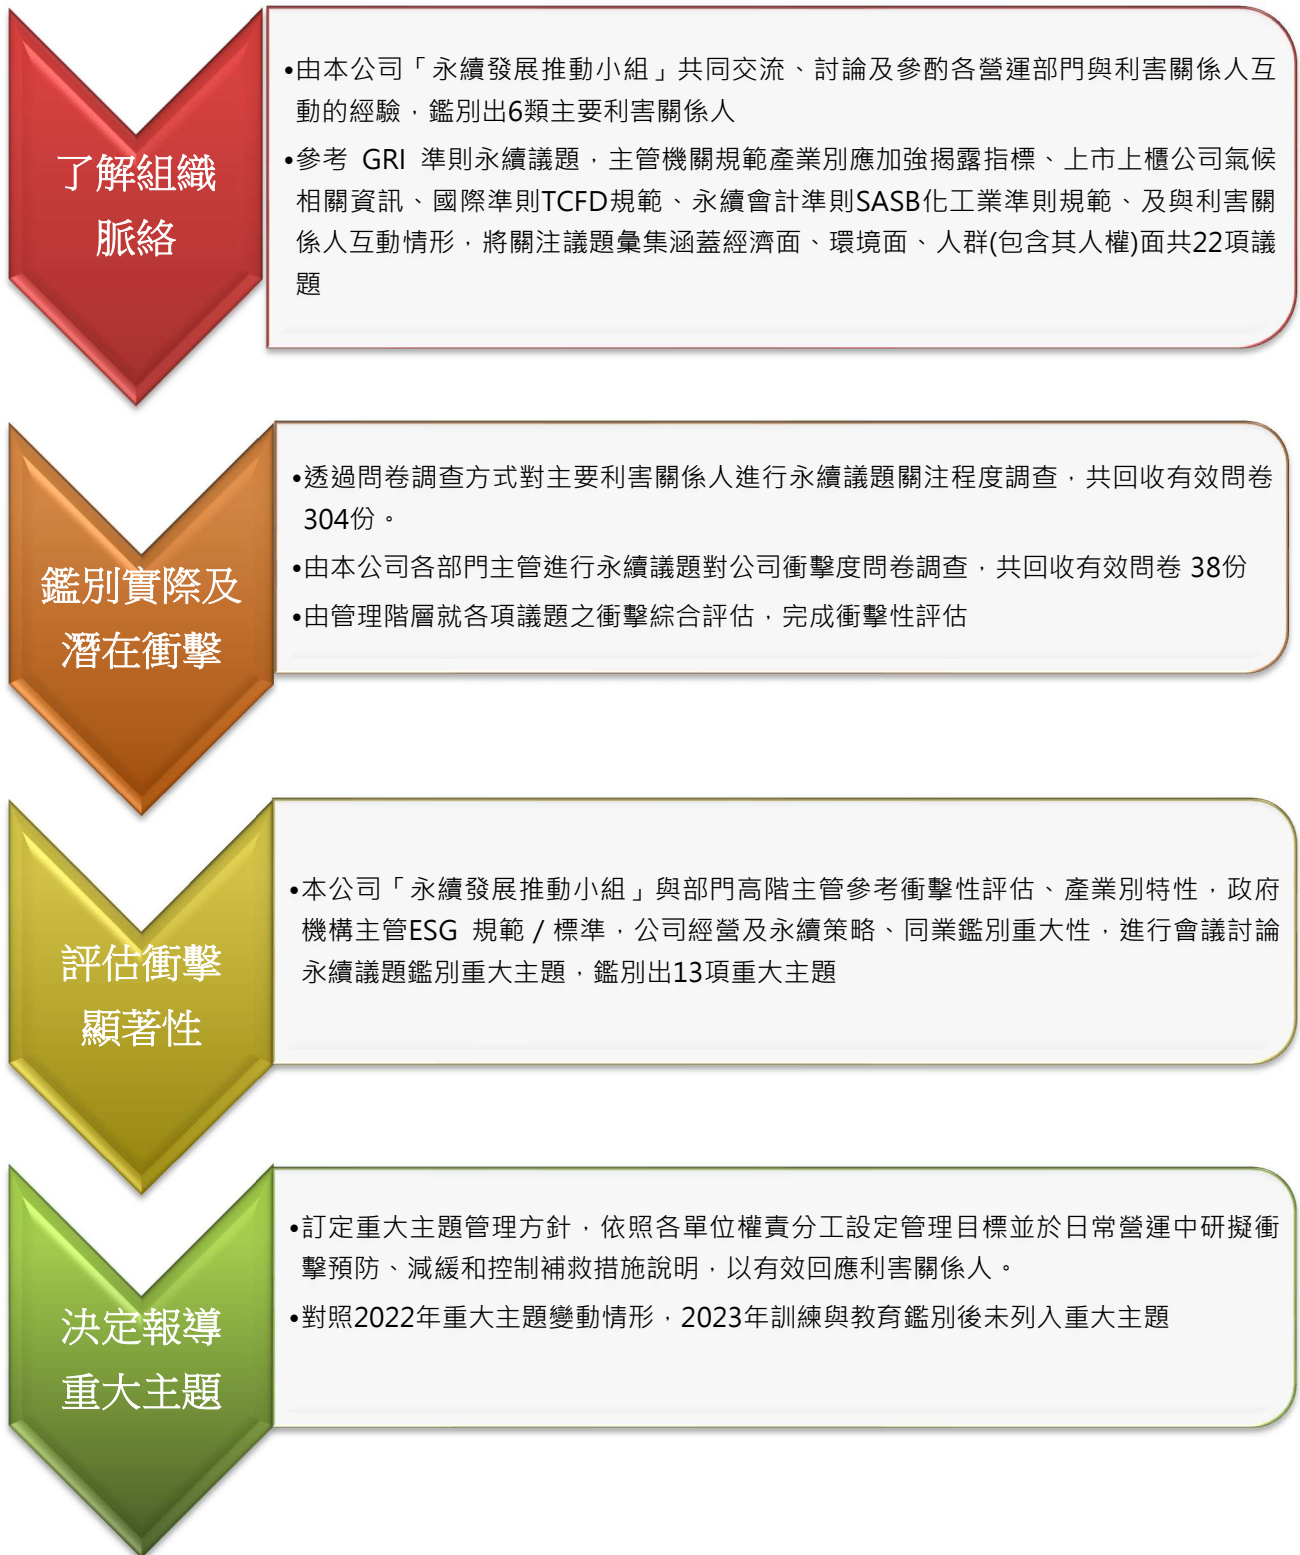 了解組織
脈絡
•由本公司「永續發展推動小組」共同交流、討論及參酌各營運部門與利害關係人互
動的經驗，鑑別出6類主要利害關係人
•參考 GRI 準則永續議題，主管機關規範產業別應加強揭露指標、上市上櫃公司氣候
相關資訊、國際準則TCFD規範、永續會計準則SASB化工業準則規範、及與利害關
係人互動情形，將關注議題彙集涵蓋經濟面、環境面、人群(包含其人權)面共22項議
題
鑑別實際及
潛在衝擊
•透過問卷調查方式對主要利害關係人進行永續議題關注程度調查，共回收有效問卷
304份。
•由本公司各部門主管進行永續議題對公司衝擊度問卷調查，共回收有效問卷 38份
•由管理階層就各項議題之衝擊綜合評估，完成衝擊性評估
評估衝擊
顯著性
•本公司「永續發展推動小組」與部門高階主管參考衝擊性評估、產業別特性，政府
機構主管ESG 規範 / 標準，公司經營及永續策略、同業鑑別重大性，進行會議討論
永續議題鑑別重大主題，鑑別出13項重大主題
決定報導
重大主題
•訂定重大主題管理方針，依照各單位權責分工設定管理目標並於日常營運中研擬衝
擊預防、減緩和控制補救措施說明，以有效回應利害關係人。
•對照2022年重大主題變動情形，2023年訓練與教育鑑別後未列入重大主題